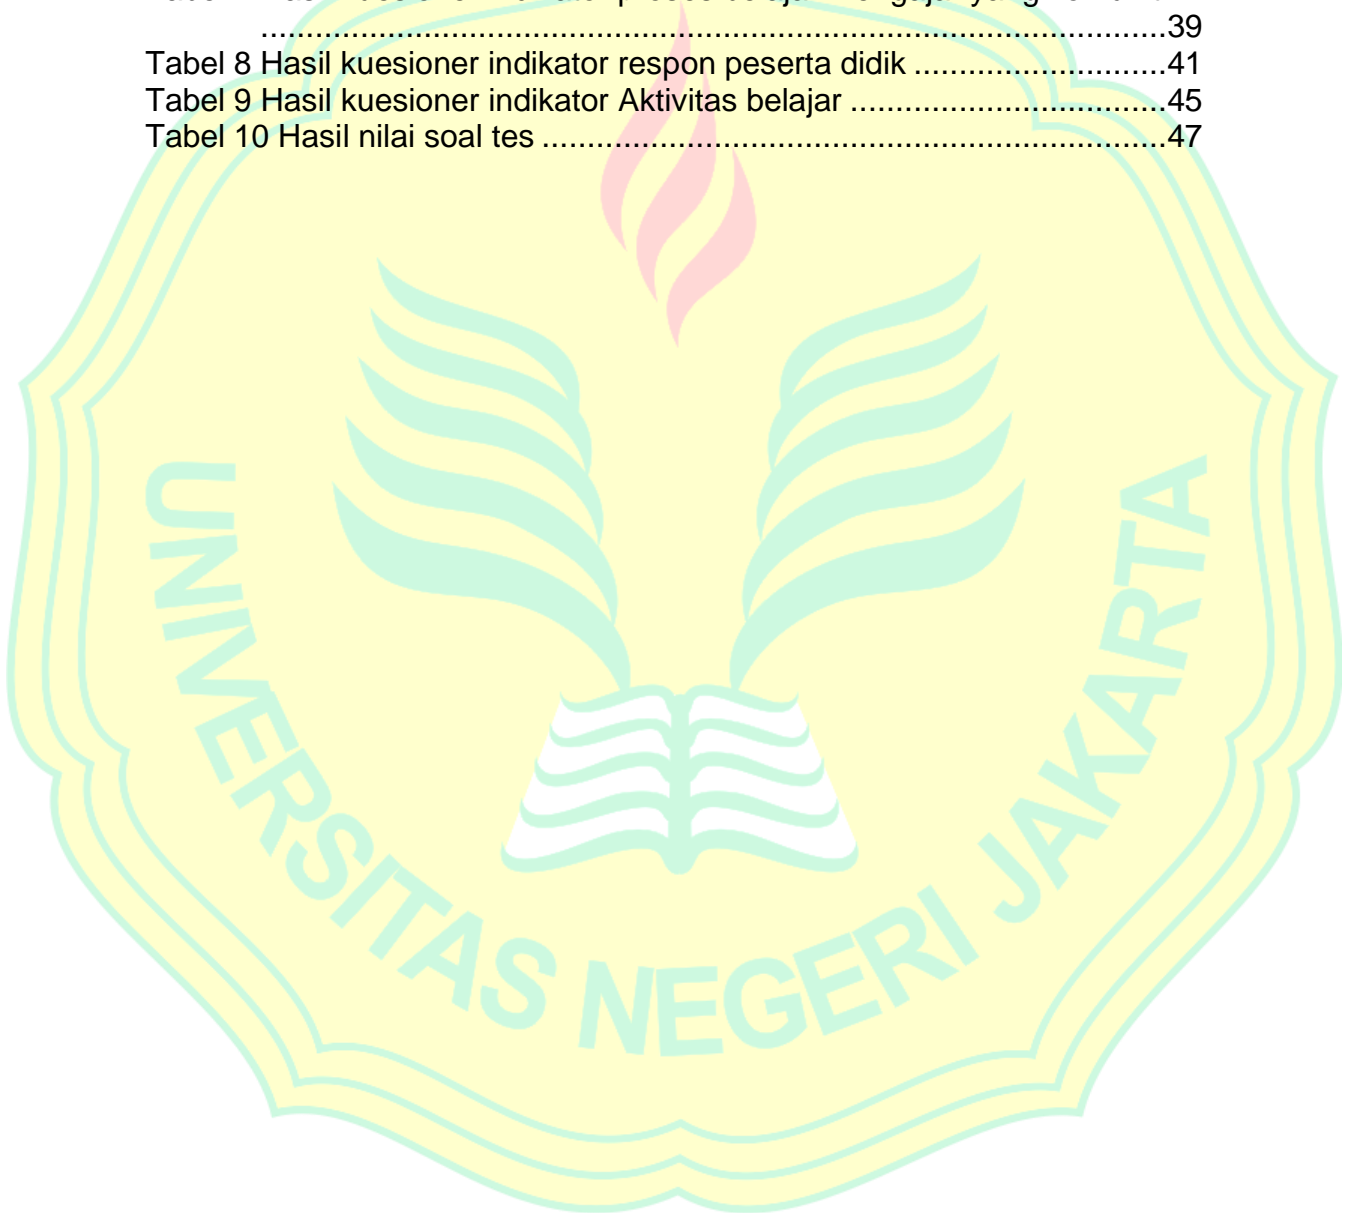 Tabel 8 Hasil kuesioner indikator respon peserta didik ............................41
.....................................................................................................39
Tabel 9 Hasil kuesioner indikator Aktivitas belajar ...................................45
Tabel 10 Hasil nilai soal tes .....................................................................47
UNIVERSITAS NEGERI JAKARTA